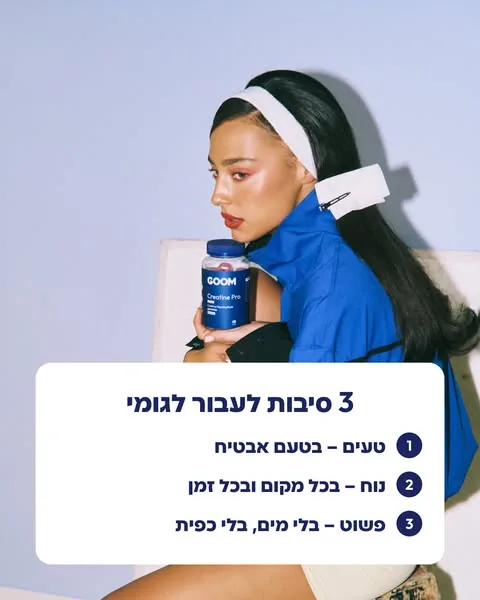 GOOM
Creatine Pro
3 סיבות לעבור לגומי
1 טעים – בטעם אבטיח
2 נוח – בכל מקום ובכל זמן
3 פשוט – בלי מים, בלי כפית